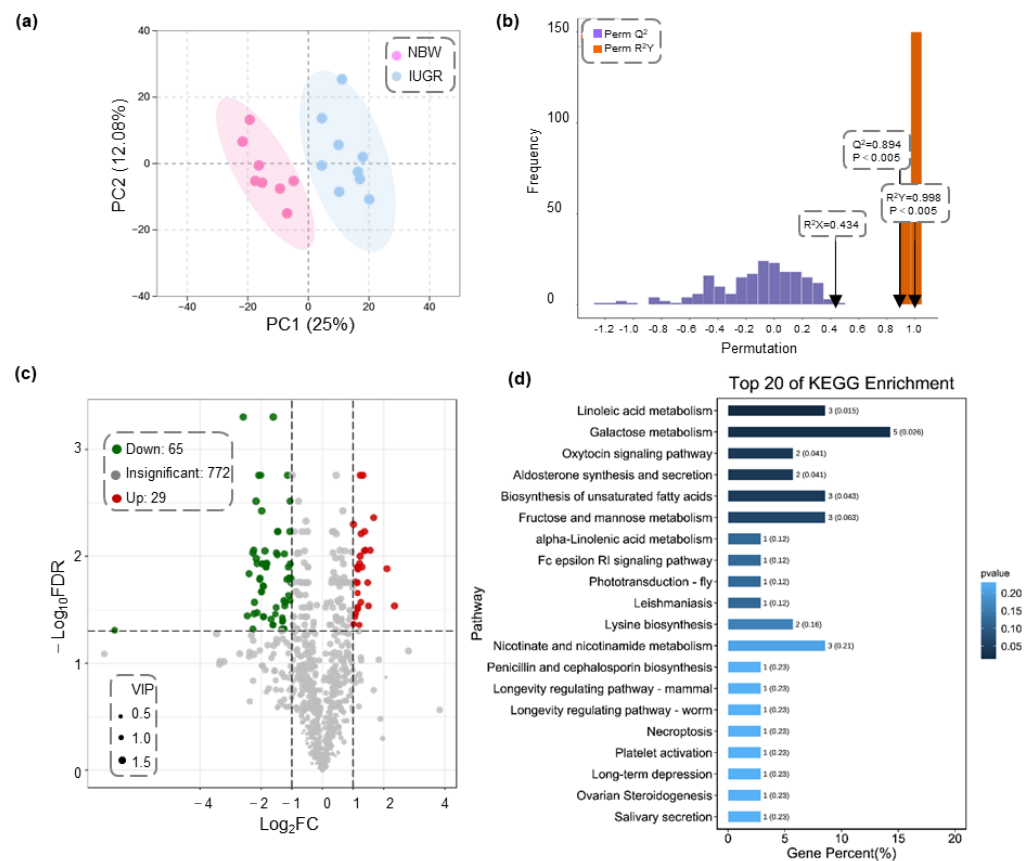 (a)
NBW
IUGR
40
20
0
−20
−40
−40
−20
0
20
40
PC2 (12.08%)
PC1 (25%)
(b)
Perm Q²
Perm R²Y
150
100
50
0
Frequency
Q²=0.894
P < 0.005
R²Y=0.998
P < 0.005
R²X=0.434
-1.2 -1.0 -0.8 -0.6 -0.4 -0.2 0.0 0.2 0.4 0.6 0.8 1.0
Permutation
(c)
Down: 65
Insignificant: 772
Up: 29
3
2
1
0
− Log₁₀FDR
VIP
0.5
1.0
1.5
−4 −2 −1 0 1 2 4
Log₂FC
(d)
Top 20 of KEGG Enrichment
Linoleic acid metabolism 3 (0.015)
Galactose metabolism 5 (0.026)
Oxytocin signaling pathway 2 (0.041)
Aldosterone synthesis and secretion 2 (0.041)
Biosynthesis of unsaturated fatty acids 3 (0.043)
Fructose and mannose metabolism 3 (0.063)
alpha-Linolenic acid metabolism 1 (0.12)
Fc epsilon RI signaling pathway 1 (0.12)
Phototransduction - fly 1 (0.12)
Leishmaniasis 1 (0.12)
Lysine biosynthesis 2 (0.16)
Nicotinate and nicotinamide metabolism 3 (0.21)
Penicillin and cephalosporin biosynthesis 1 (0.23)
Longevity regulating pathway - mammal 1 (0.23)
Longevity regulating pathway - worm 1 (0.23)
Necroptosis 1 (0.23)
Platelet activation 1 (0.23)
Long-term depression 1 (0.23)
Ovarian Steroidogenesis 1 (0.23)
Salivary secretion 1 (0.23)
Pathway
0 5 10 15 20
Gene Percent(%)
pvalue
0.20
0.15
0.10
0.05